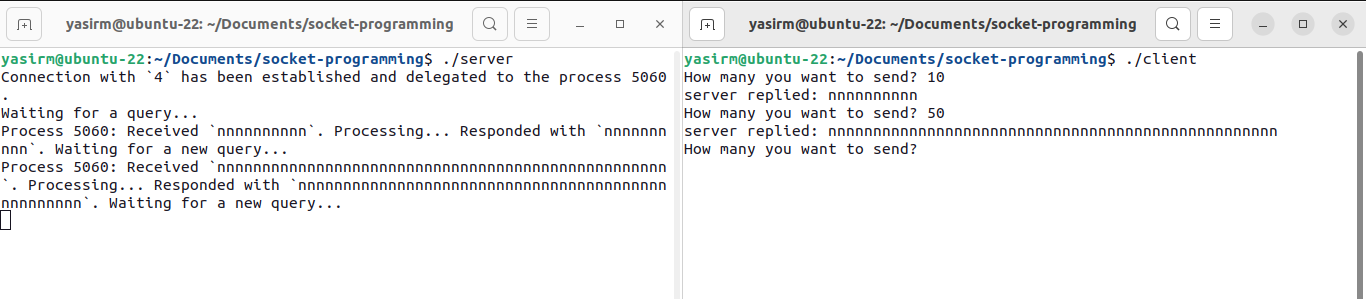 yasirm@ubuntu-22: ~/Documents/socket-programming
yasirm@ubuntu-22:~/Documents/socket-programming$ ./server
Connection with `4` has been established and delegated to the process 5060
.
Waiting for a query...
Process 5060: Received `nnnnnnnnnn`. Processing... Responded with `nnnnnnn
nnn`. Waiting for a new query...
Process 5060: Received `nnnnnnnnnnnnnnnnnnnnnnnnnnnnnnnnnnnnnnnnnnnnnnnnnn
`. Processing... Responded with `nnnnnnnnnnnnnnnnnnnnnnnnnnnnnnnnnnnnnnnnn
nnnnnnnnn`. Waiting for a new query...
yasirm@ubuntu-22: ~/Documents/socket-programming
yasirm@ubuntu-22:~/Documents/socket-programming$ ./client
How many you want to send? 10
server replied: nnnnnnnnnn
How many you want to send? 50
server replied: nnnnnnnnnnnnnnnnnnnnnnnnnnnnnnnnnnnnnnnnnnnnnnnnnn
How many you want to send?